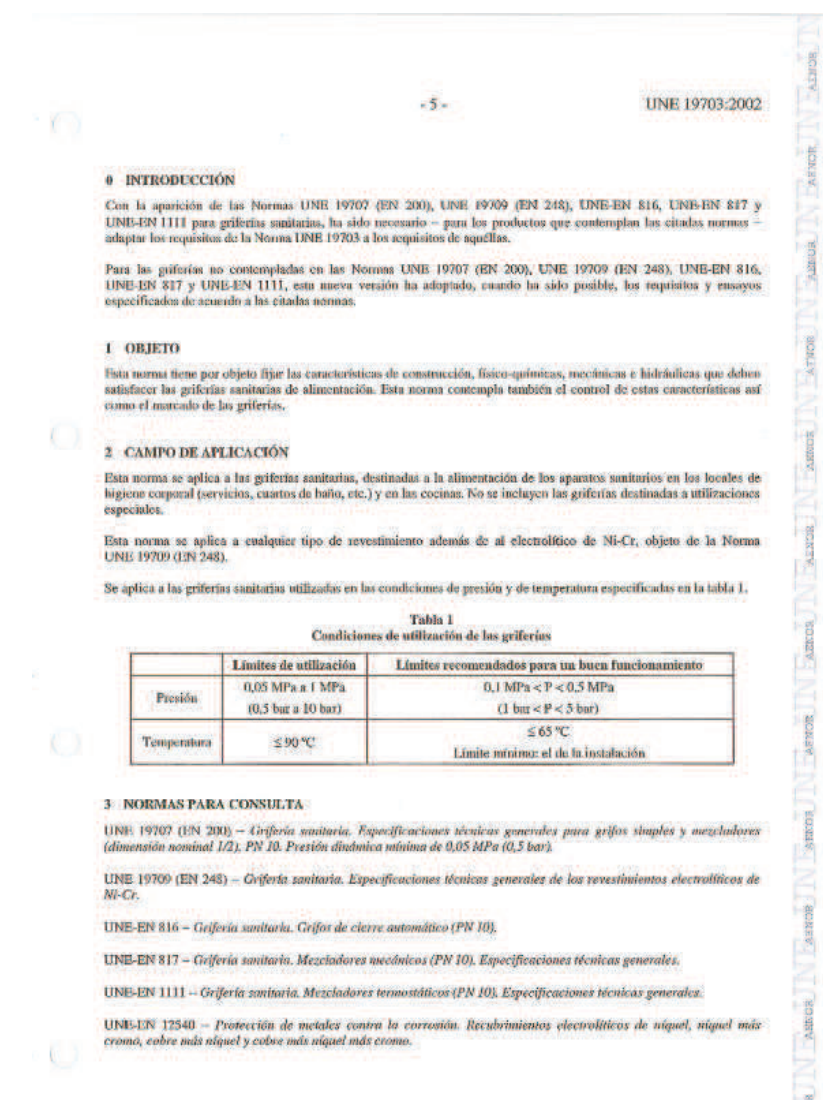 - 5 -
UNE 19703:2002
0 INTRODUCCIÓN
Con la aparición de las Normas UNE 19707 (EN 200), UNE 19709 (EN 248), UNE-EN 816, UNE-EN 817 y
UNE-EN 1111 para griferías sanitarias, ha sido necesario – para los productos que contemplan las citadas normas –
adaptar los requisitos de la Norma UNE 19703 a los requisitos de aquéllas.
Para las griferías no contempladas en las Normas UNE 19707 (EN 200), UNE 19709 (EN 248), UNE-EN 816,
UNE-EN 817 y UNE-EN 1111, esta nueva versión ha adoptado, cuando ha sido posible, los requisitos y ensayos
especificados de acuerdo a las citadas normas.
1 OBJETO
Esta norma tiene por objeto fijar las características de construcción, físico-químicas, mecánicas e hidráulicas que deben
satisfacer las griferías sanitarias de alimentación. Esta norma contempla también el control de estas características así
como el marcado de las griferías.
2 CAMPO DE APLICACIÓN
Esta norma se aplica a las griferías sanitarias, destinadas a la alimentación de los aparatos sanitarios en los locales de
higiene corporal (servicios, cuartos de baño, etc.) y en las cocinas. No se incluyen las griferías destinadas a utilizaciones
especiales.
Esta norma se aplica a cualquier tipo de revestimiento además de al electrolítico de Ni-Cr, objeto de la Norma
UNE 19709 (EN 248).
Se aplica a las griferías sanitarias utilizadas en las condiciones de presión y de temperatura especificadas en la tabla 1.
Tabla 1
Condiciones de utilización de las griferías
Límites de utilización
Límites recomendados para un buen funcionamiento
Presión
0,05 MPa a 1 MPa
(0,5 bar a 10 bar)
0,1 MPa < P < 0,5 MPa
(1 bar < P < 5 bar)
Temperatura
≤ 90 ºC
≤ 65 ºC
Límite mínimo: el de la instalación
3 NORMAS PARA CONSULTA
UNE 19707 (EN 200) – Grifería sanitaria. Especificaciones técnicas generales para grifos simples y mezcladores
(dimensión nominal 1/2), PN 10. Presión dinámica mínima de 0,05 MPa (0,5 bar).
UNE 19709 (EN 248) – Grifería sanitaria. Especificaciones técnicas generales de los revestimientos electrolíticos de
Ni-Cr.
UNE-EN 816 – Grifería sanitaria. Grifos de cierre automático (PN 10).
UNE-EN 817 – Grifería sanitaria. Mezcladores mecánicos (PN 10). Especificaciones técnicas generales.
UNE-EN 1111 – Grifería sanitaria. Mezcladores termostáticos (PN 10). Especificaciones técnicas generales.
UNE-EN 12540 – Protección de metales contra la corrosión. Recubrimientos electrolíticos de níquel, níquel más
cromo, cobre más níquel y cobre más níquel más cromo.